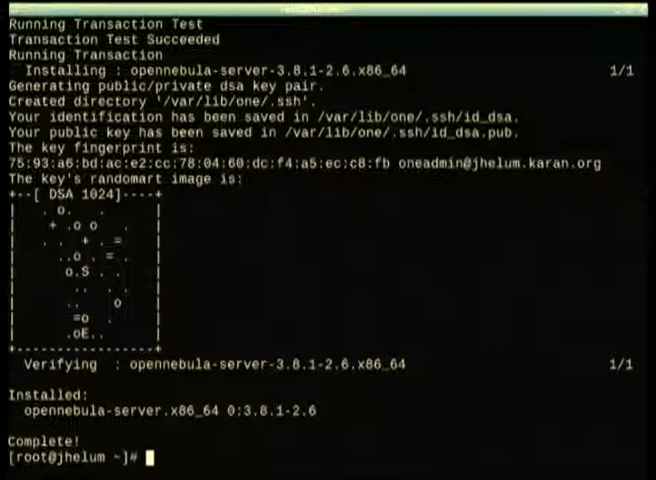 Running Transaction Test
Transaction Test Succeeded
Running Transaction
  Installing : opennebula-server-3.8.1-2.6.x86_64                          1/1
Generating public/private dsa key pair.
Created directory '/var/lib/one/.ssh'.
Your identification has been saved in /var/lib/one/.ssh/id_dsa.
Your public key has been saved in /var/lib/one/.ssh/id_dsa.pub.
The key fingerprint is:
75:93:a6:bd:ac:e2:cc:78:04:60:dc:f4:a5:ec:c8:fb oneadmin@jhelum.karan.org
The key's randomart image is:
+--[ DSA 1024]----+
|   . o.   .      |
|    + .o o   .   |
|   . .  + . =    |
|     ..o . = .   |
|      o.S . .    |
|       ..  . .   |
|      ..    o    |
|       =o  .     |
|       .oE..     |
+-----------------+
  Verifying  : opennebula-server-3.8.1-2.6.x86_64                          1/1
Installed:
  opennebula-server.x86_64 0:3.8.1-2.6
Complete!
[root@jhelum ~]#